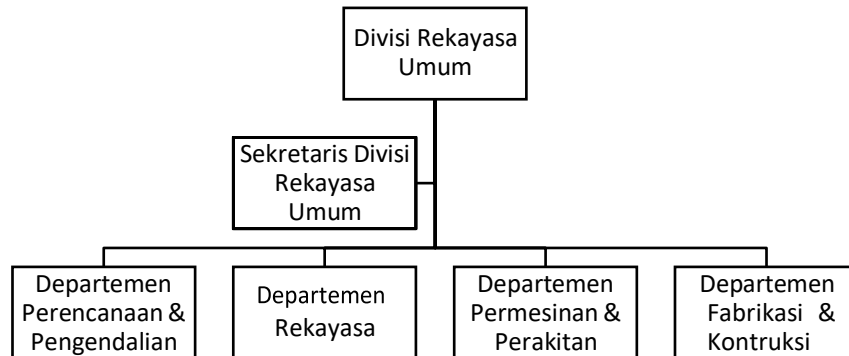 Divisi Rekayasa
Umum
Sekretaris Divisi
Rekayasa
Umum
Departemen
Perencanaan &
Pengendalian
Departemen
Rekayasa
Departemen
Permesinan &
Perakitan
Departemen
Fabrikasi &
Kontruksi